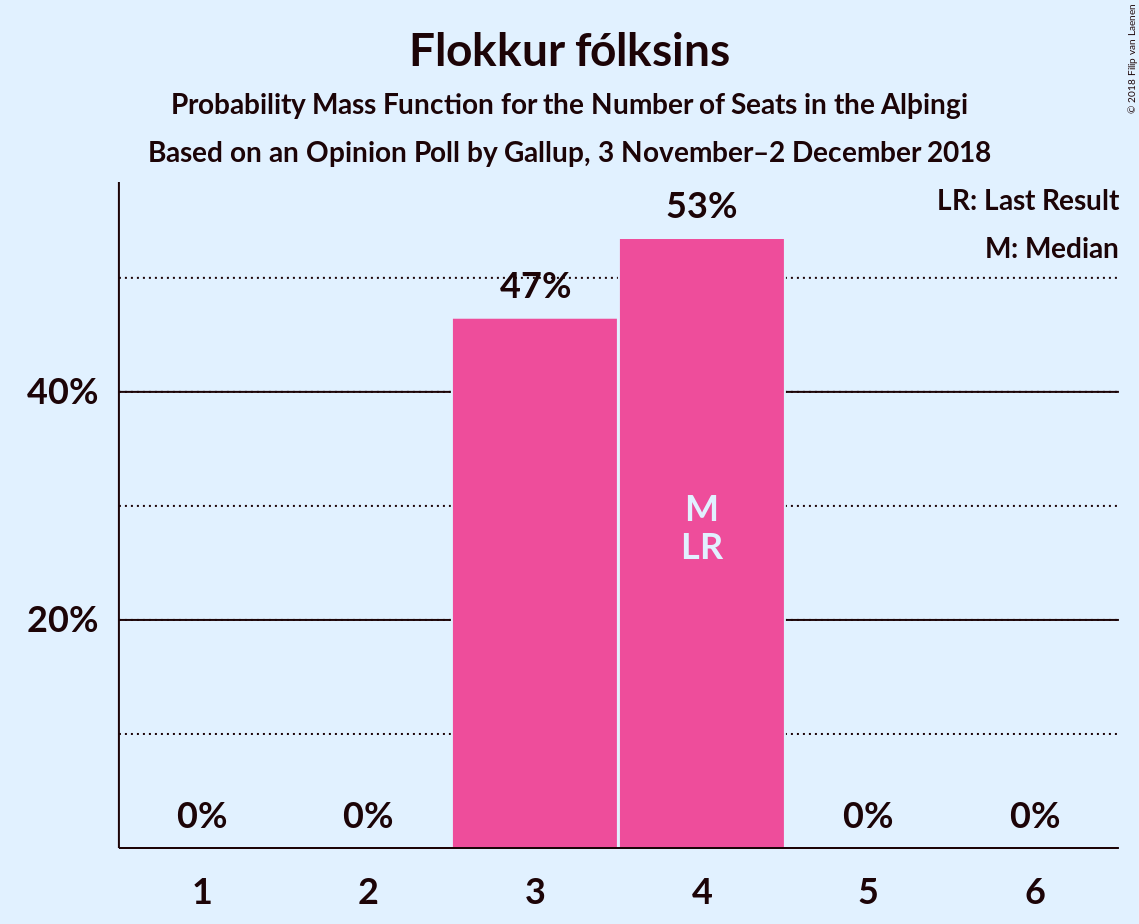 Flokkur fólksins
Probability Mass Function for the Number of Seats in the Alþingi
Based on an Opinion Poll by Gallup, 3 November–2 December 2018
© 2018 Filip van Laenen
LR: Last Result
M: Median
53%
47%
40%
20%
M
LR
0%
0%
0%
0%
1
2
3
4
5
6